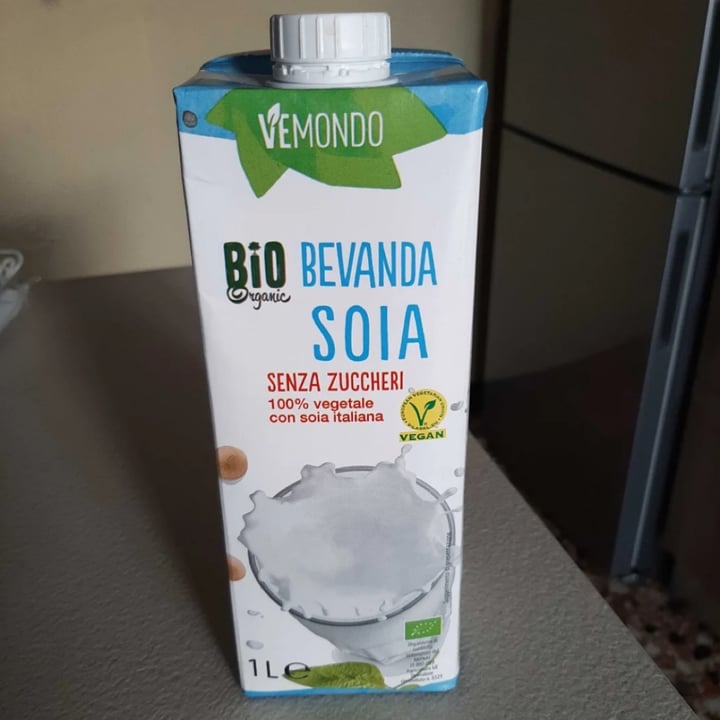 VEMONDO
BIO
Organic
BEVANDA
SOIA
SENZA ZUCCHERI
100% vegetale
con soia italiana
VEGAN
1L e